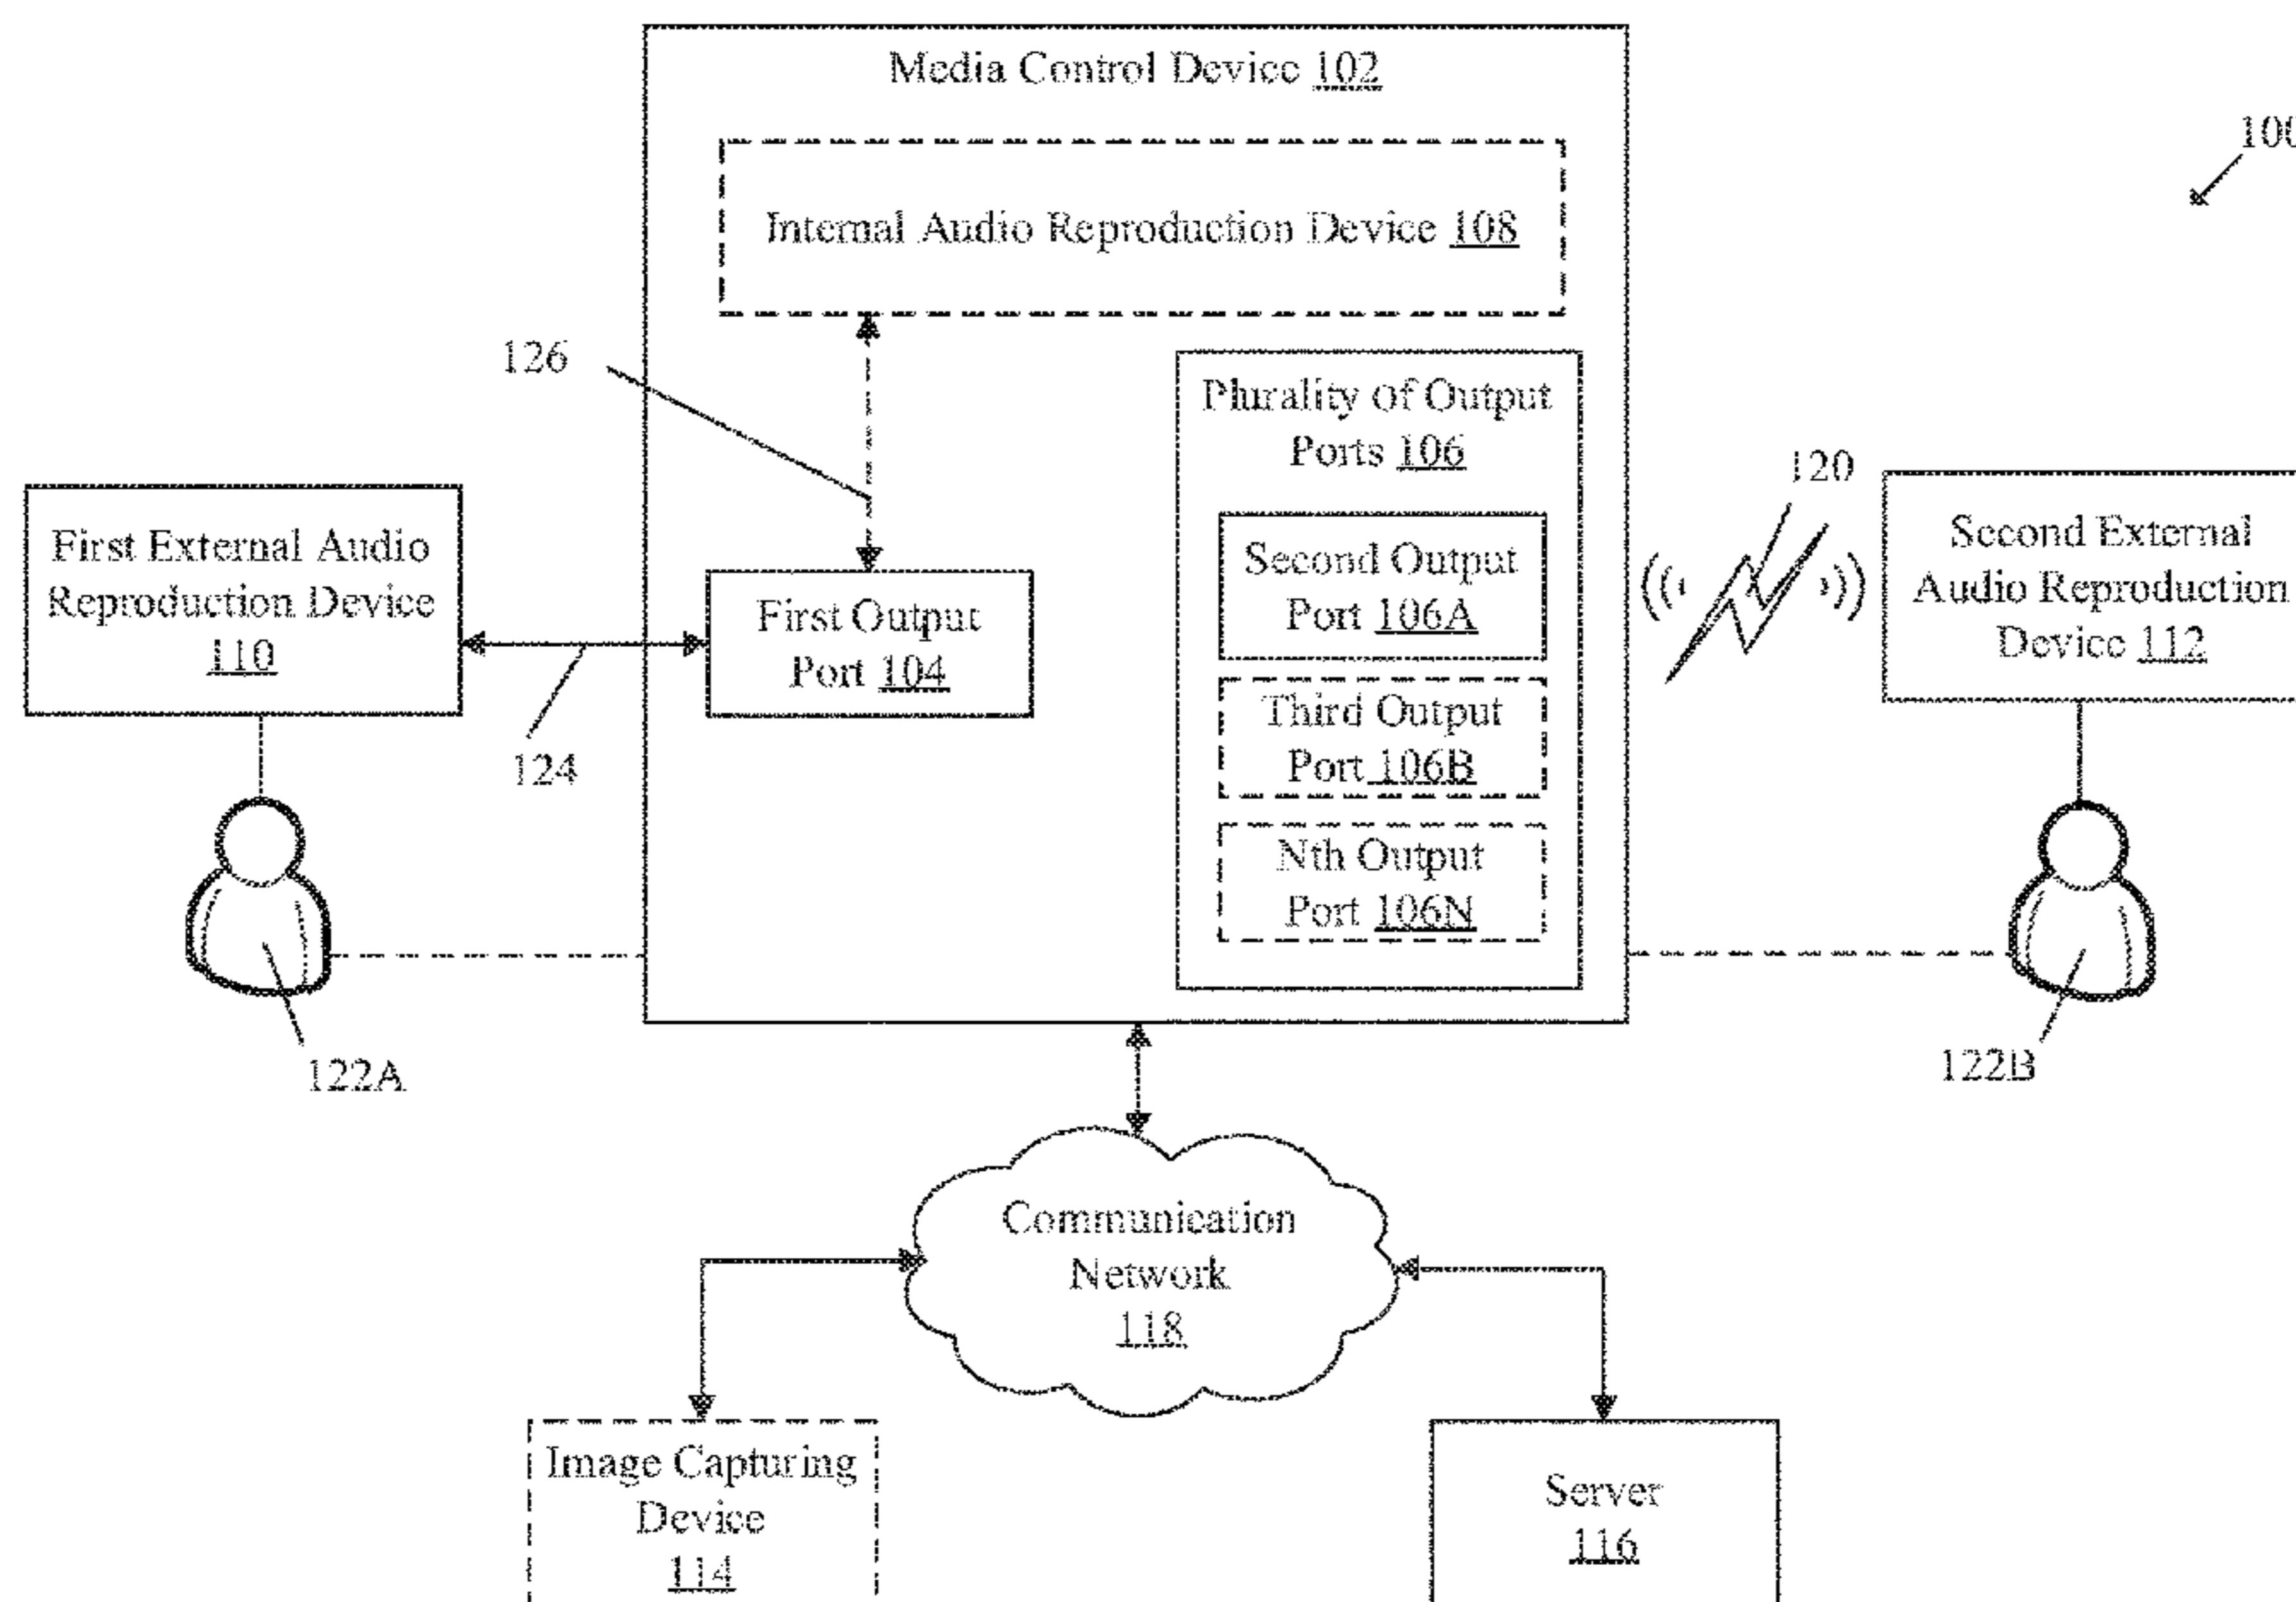 Media Control Device 102
100
Internal Audio Reproduction Device 108
126
Plurality of Output
Ports 106
120
First External Audio
Reproduction Device
110
First Output
Port 104
Second Output
Port 106A
Second External
Audio Reproduction
Device 112
Third Output
Port 106B
124
Nth Output
Port 106N
122A
122B
Communication
Network
118
Image Capturing
Device
114
Server
116